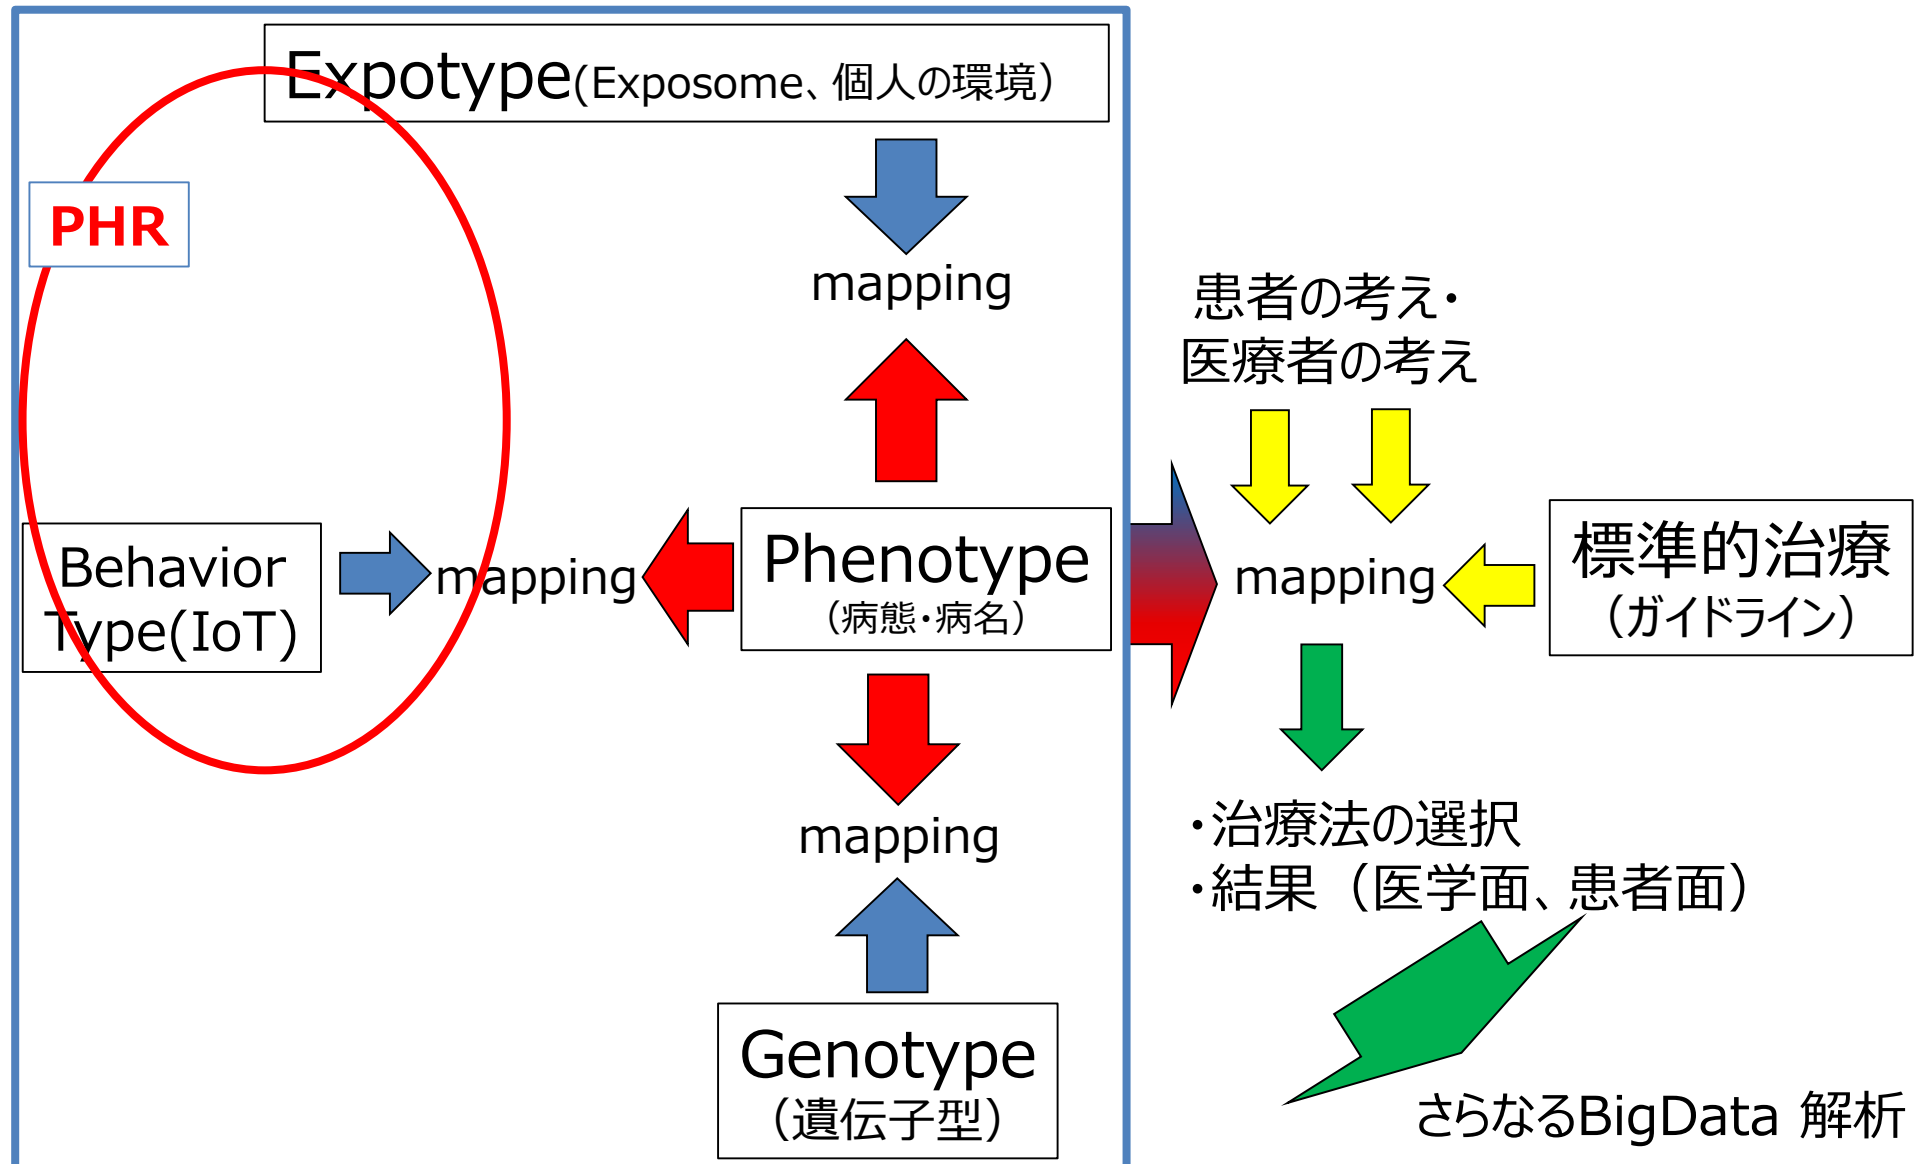 Expotype(Exposome、個人の環境）
PHR
mapping
患者の考え・
医療者の考え
Behavior
Type(IoT)
mapping
Phenotype
（病態・病名）
mapping
標準的治療
（ガイドライン）
mapping
・治療法の選択
・結果（医学面、患者面）
Genotype
（遺伝子型）
さらなるBigData 解析